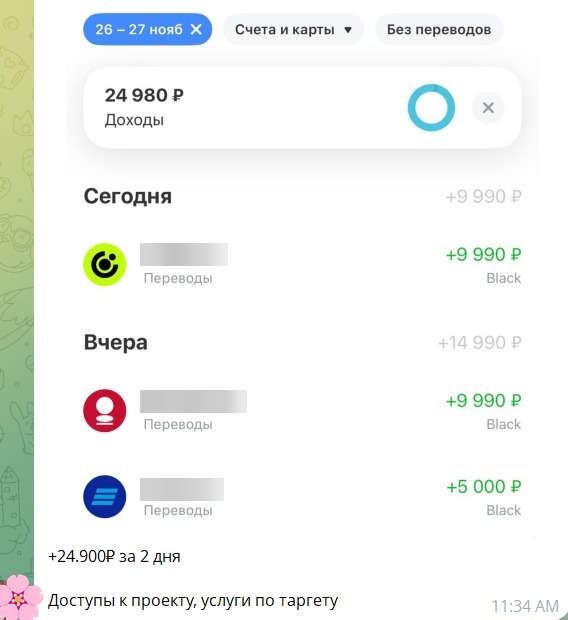 26 – 27 нояб ✕ Счета и карты ▼ Без переводов
24 980 ₽
Доходы
Сегодня +9 990 ₽
+9 990 ₽
Переводы Black
Вчера +14 990 ₽
+9 990 ₽
Переводы Black
+5 000 ₽
Переводы Black
+24.900₽ за 2 дня
Доступы к проекту, услуги по таргету
11:34 AM